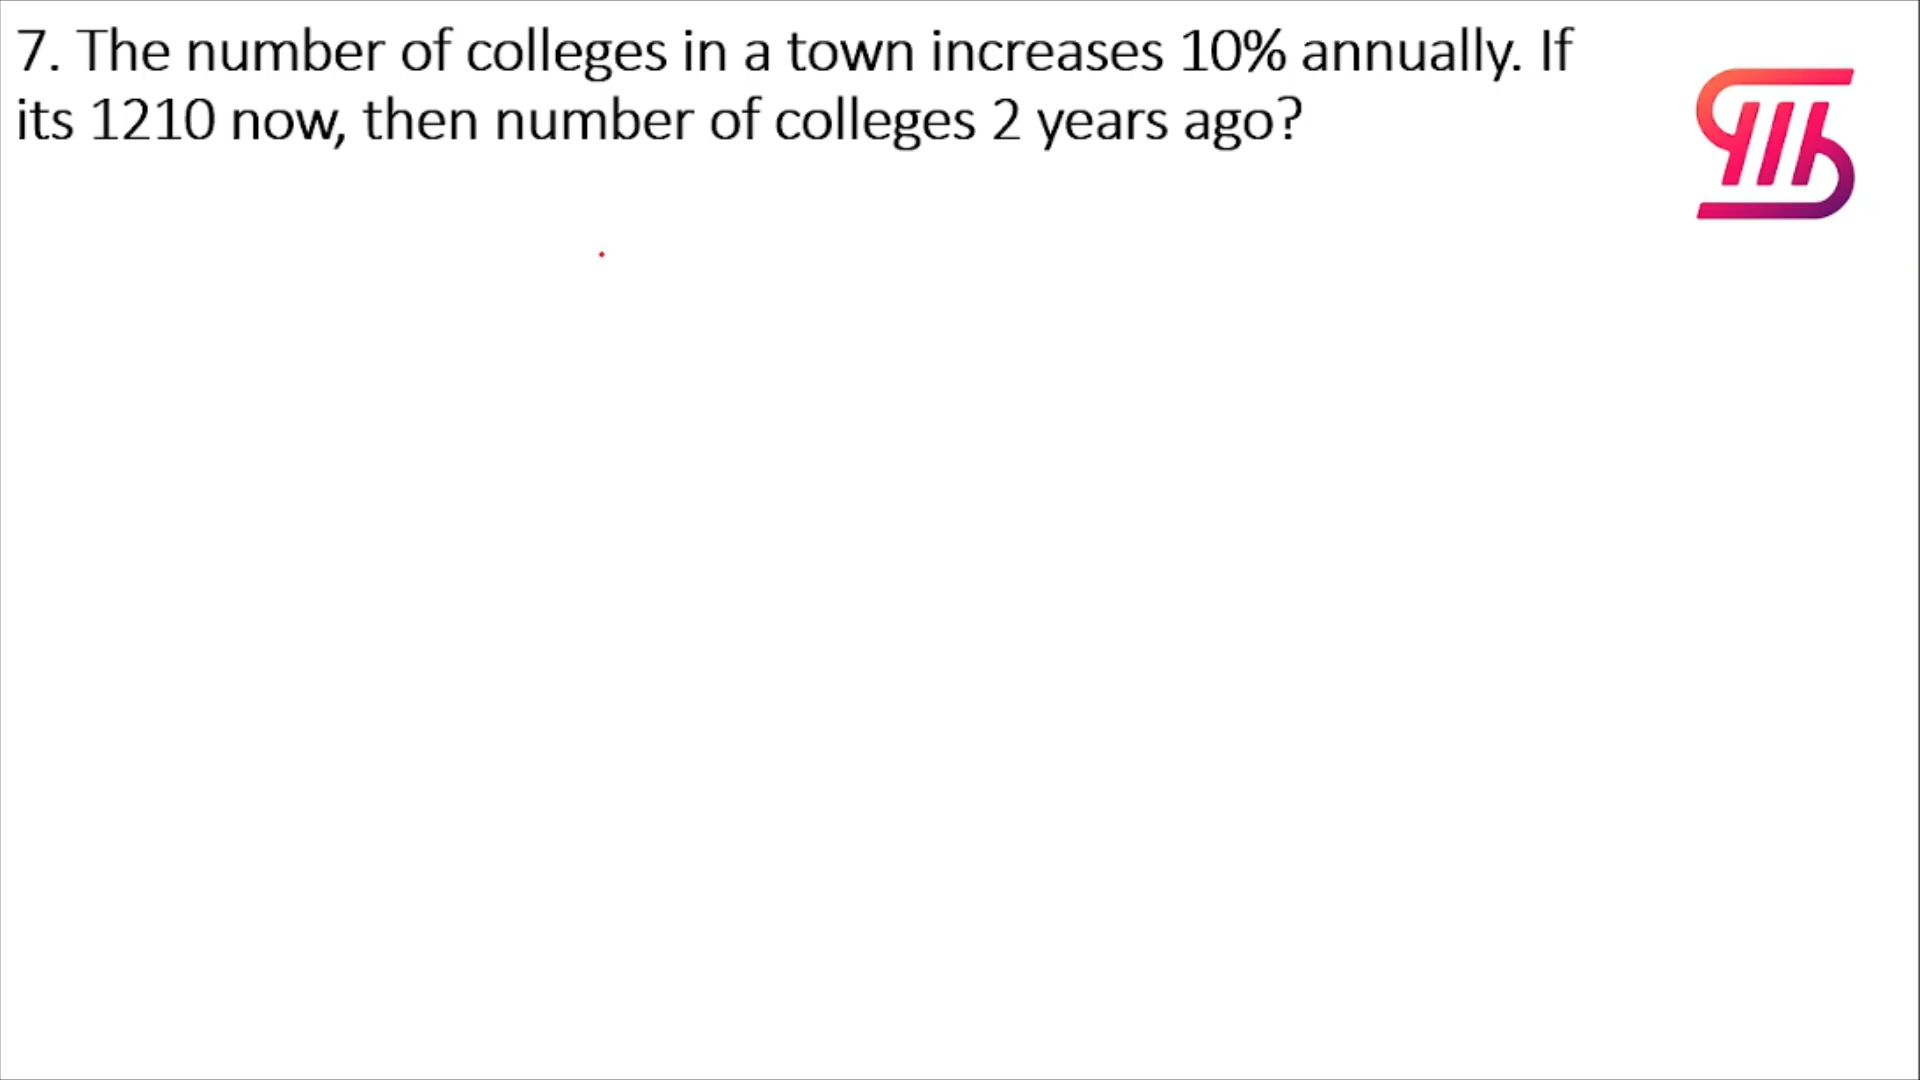 7. The number of colleges in a town increases 10% annually. If
its 1210 now, then number of colleges 2 years ago?